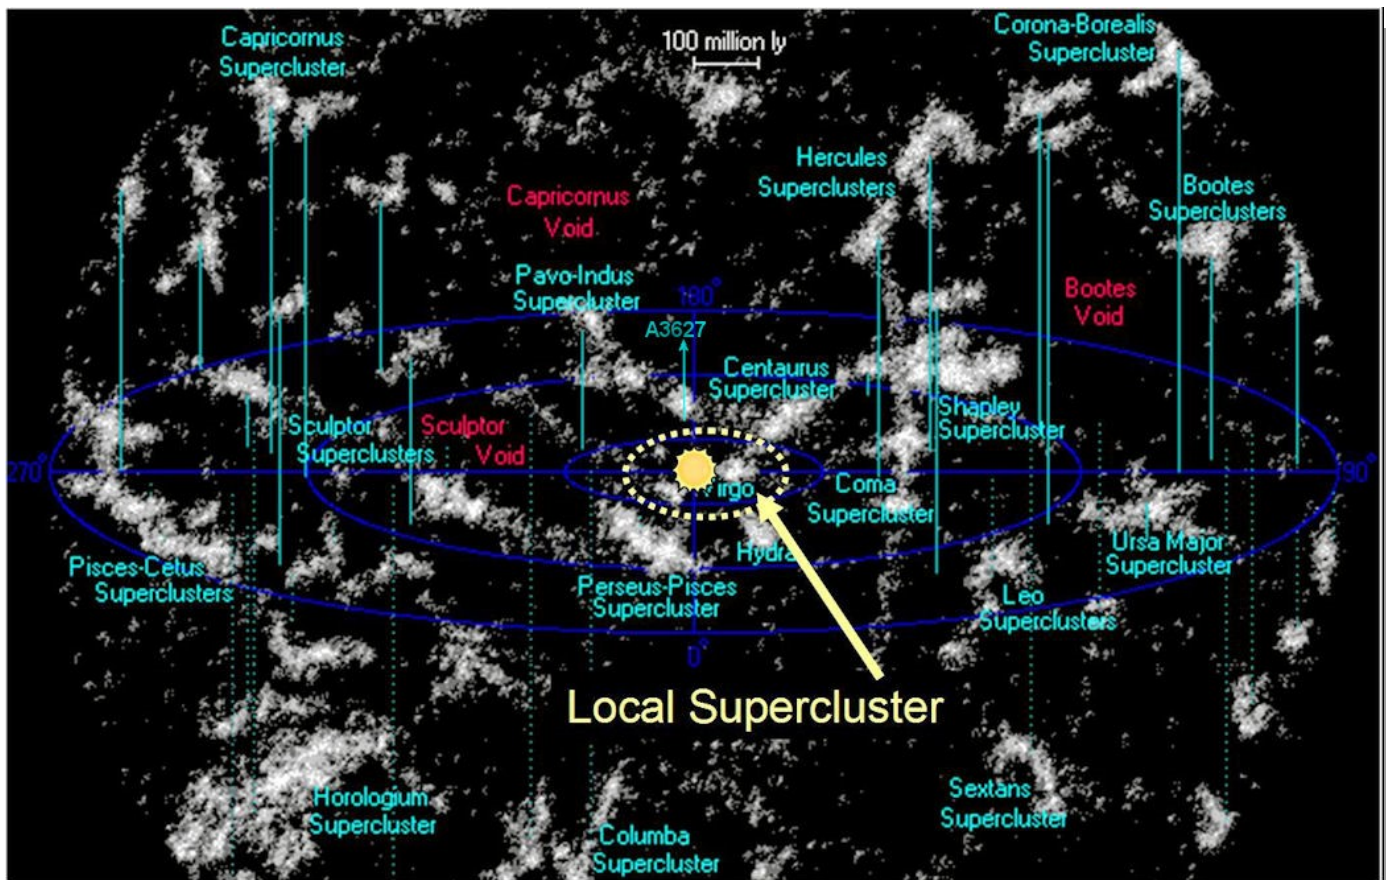 Capricornus
Supercluster
100 million ly
Corona-Borealis
Supercluster
Hercules
Superclusters
Capricornus
Void
Bootes
Superclusters
Pavo-Indus
Supercluster
180°
Bootes
Void
A3627
Centaurus
Supercluster
Sculptor
Superclusters
Sculptor
Void
Shapley
Supercluster
270°
90°
Virgo
Coma
Supercluster
Hydra
Ursa Major
Supercluster
Pisces-Cetus
Superclusters
Perseus-Pisces
Supercluster
Leo
Superclusters
0°
Local Supercluster
Horologium
Supercluster
Sextans
Supercluster
Columba
Supercluster